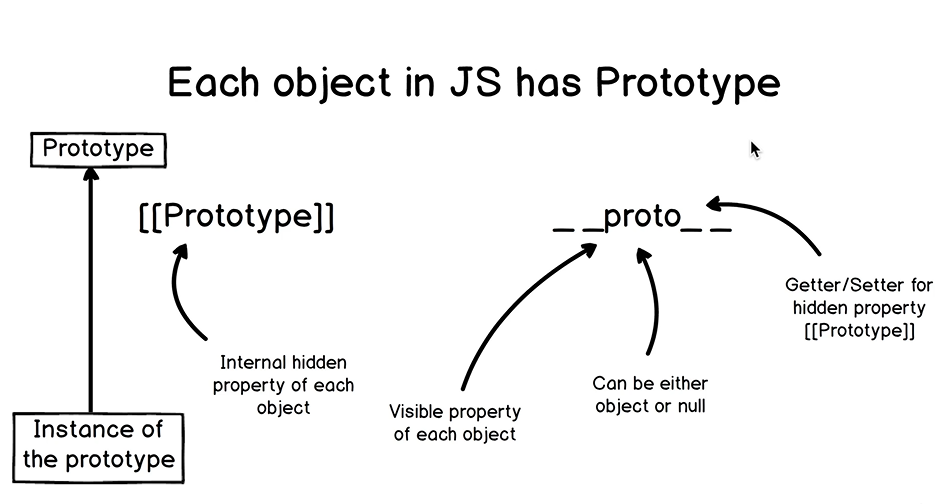 Each object in JS has Prototype
Prototype
[[Prototype]]
_ _proto_ _
Getter/Setter for
hidden property
[[Prototype]]
Internal hidden
property of each
object
Visible property
of each object
Can be either
object or null
Instance of
the prototype